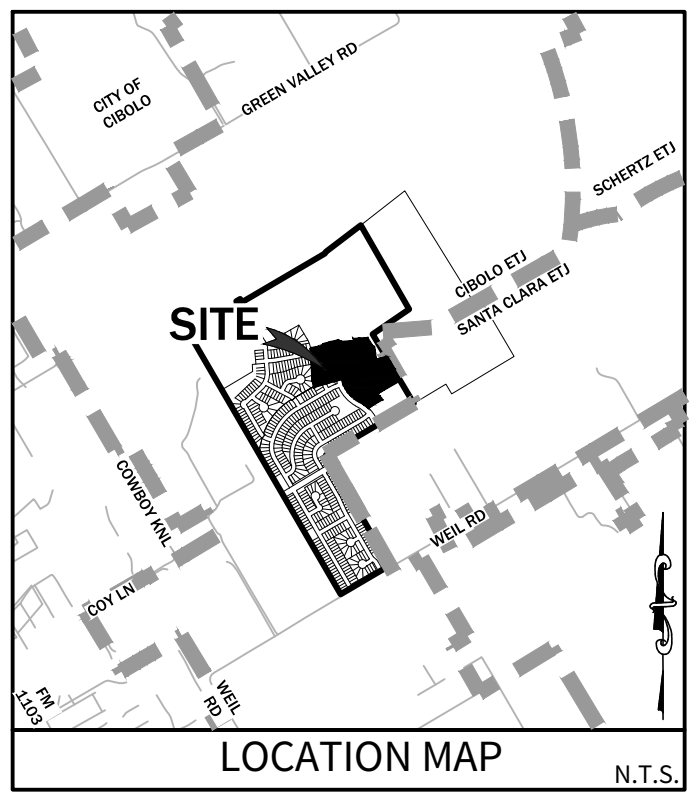 CITY OF
CIBOLO
GREEN VALLEY RD
SCHERTZ ETJ
CIBOLO ETJ
SANTA CLARA ETJ
SITE
COWBOY KNL
WEIL RD
COY LN
FM
1103
WEIL
RD
LOCATION MAP
N.T.S.